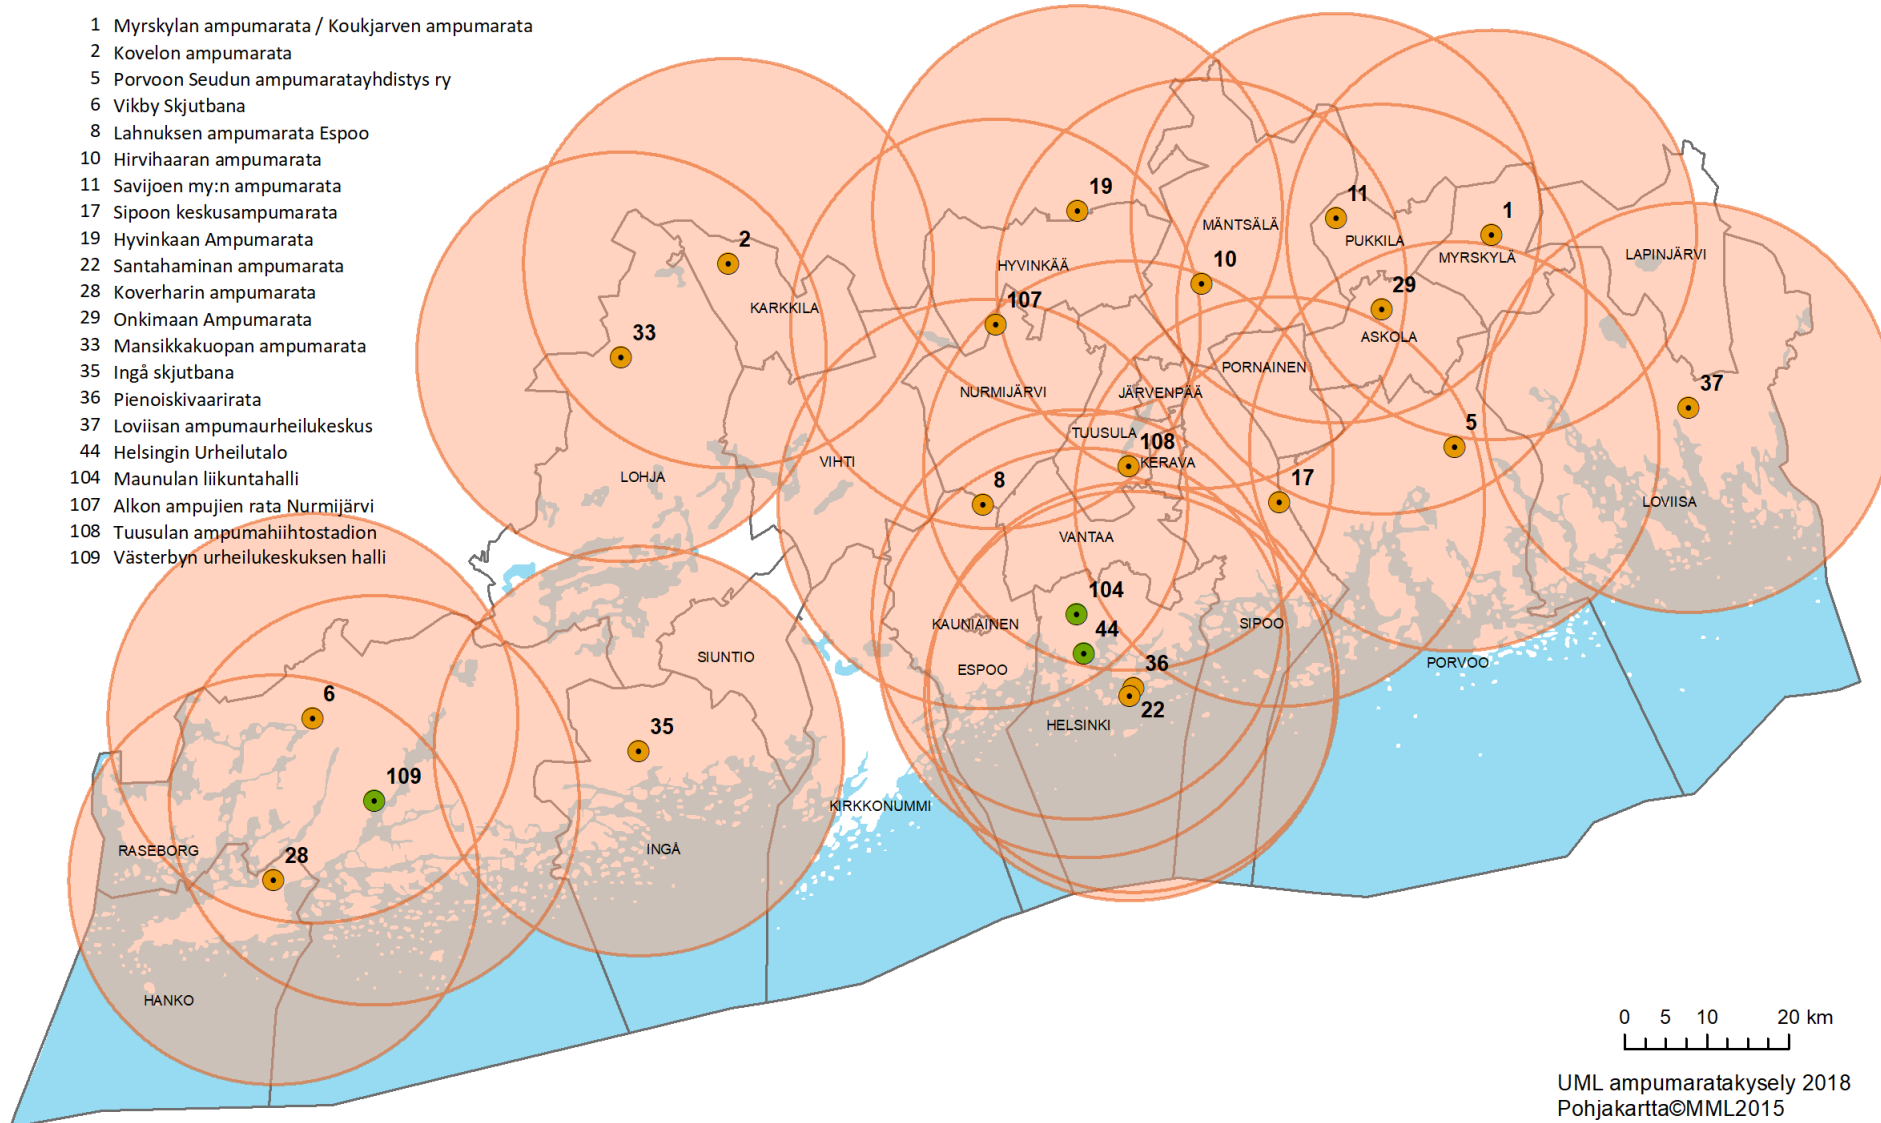 1 Myrskylan ampumarata / Koukjarven ampumarata
2 Kovelon ampumarata
5 Porvoon Seudun ampumaratayhdistys ry
6 Vikby Skjutbana
8 Lahnuksen ampumarata Espoo
10 Hirvihaaran ampumarata
11 Savijoen my:n ampumarata
17 Sipoon keskusampumarata
19 Hyvinkaan Ampumarata
22 Santahaminan ampumarata
28 Koverharin ampumarata
29 Onkimaan Ampumarata
33 Mansikkakuopan ampumarata
35 Ingå skjutbana
36 Pienoiskivaarirata
37 Loviisan ampumaurheilukeskus
44 Helsingin Urheilutalo
104 Maunulan liikuntahalli
107 Alkon ampujien rata Nurmijärvi
108 Tuusulan ampumahiihtostadion
109 Västerbyn urheilukeskuksen halli
19
11
1
2
MÄNTSÄLÄ
PUKKILA
MYRSKYLÄ
LAPINJÄRVI
10
HYVINKÄÄ
29
107
KARKKILA
33
ASKOLA
PORNAINEN
NURMIJÄRVI
JÄRVENPÄÄ
37
5
TUUSULA
108
KERAVA
VIHTI
LOHJA
8
17
LOVIISA
VANTAA
104
KAUNIAINEN
44
SIPOO
SIUNTIO
ESPOO
36
PORVOO
6
22
HELSINKI
35
109
KIRKKONUMMI
RASEBORG
28
INGÅ
HANKO
0 5 10 20 km
UML ampumaratakysely 2018
Pohjakartta©MML2015